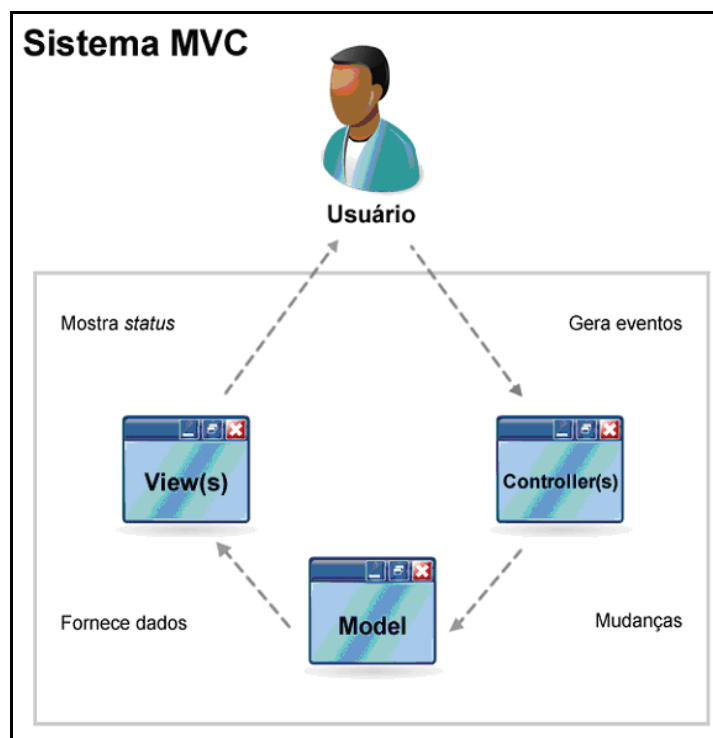 Sistema MVC
Usuário
Mostra status
Gera eventos
View(s)
Controller(s)
Model
Fornece dados
Mudanças